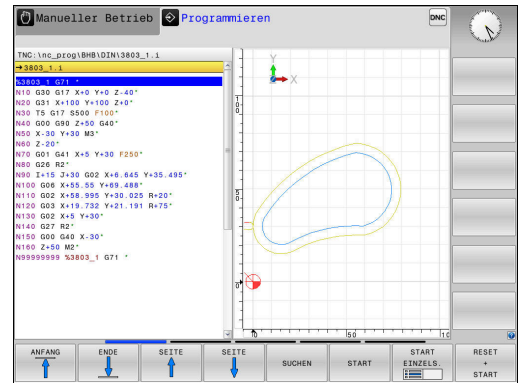 Manueller Betrieb
Programmieren
DNC
TNC:\nc_prog\BHB\DIN\3803_1.i
→3803_1.i
%3803_1 G71 *
N10 G30 G17 X+0 Y+0 Z-40*
N20 G31 X+100 Y+100 Z+0*
N30 T5 G17 S500 F100*
N40 G00 G90 Z+50 G40*
N50 X-30 Y+30 M3*
N60 Z-20*
N70 G01 G41 X+5 Y+30 F250*
N80 G26 R2*
N90 I+15 J+30 G02 X+6.645 Y+35.495*
N100 G06 X+55.55 Y+69.488*
N110 G02 X+58.995 Y+30.025 R+20*
N120 G03 X+19.732 Y+21.191 R+75*
N130 G02 X+5 Y+30*
N140 G27 R2*
N150 G00 G40 X-30*
N160 Z+50 M2*
N99999999 %3803_1 G71 *
Y
X
100
50
0
0
50
ANFANG
ENDE
SEITE
SEITE
SUCHEN
START
START EINZELS.
RESET + START